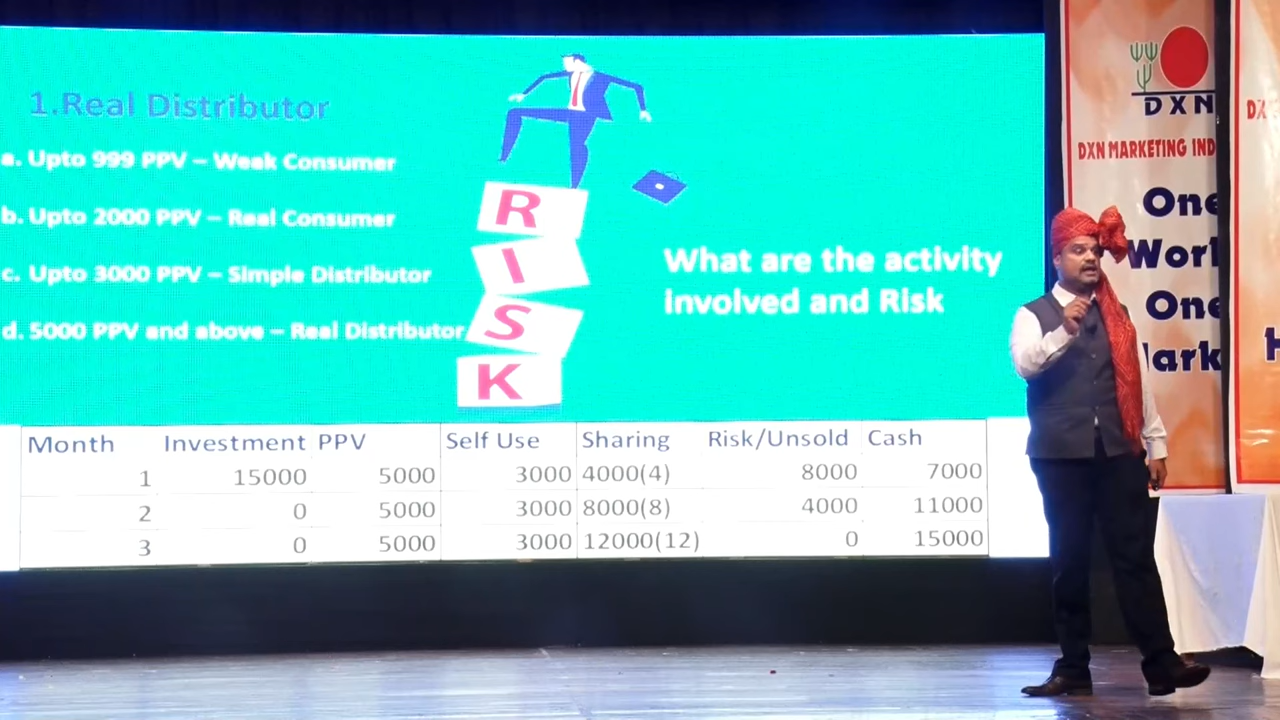 1.Real Distributor
a. Upto 999 PPV – Weak Consumer
b. Upto 2000 PPV – Real Consumer
c. Upto 3000 PPV – Simple Distributor
d. 5000 PPV and above – Real Distributor
R
I
S
K
What are the activity
involved and Risk
Month Investment PPV Self Use Sharing Risk/Unsold Cash
1 15000 5000 3000 4000(4) 8000 7000
2 0 5000 3000 8000(8) 4000 11000
3 0 5000 3000 12000(12) 0 15000
DXN
DXN MARKETING IND
One
Worl
One
Mark
DX
H